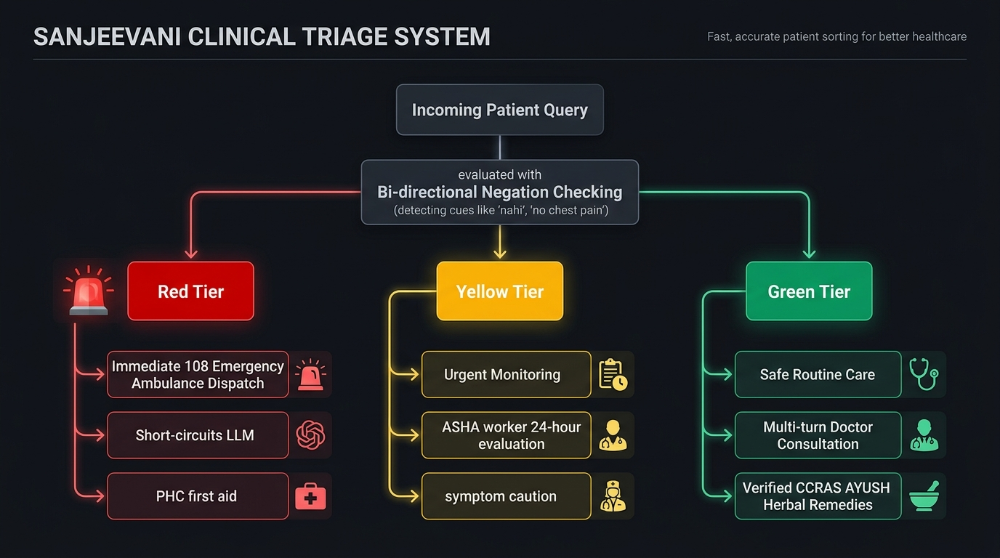 SANJEEVANI CLINICAL TRIAGE SYSTEM
Fast, accurate patient sorting for better healthcare
Incoming Patient Query
evaluated with
Bi-directional Negation Checking
(detecting cues like 'nahi', 'no chest pain')
Red Tier
Immediate 108 Emergency
Ambulance Dispatch
Short-circuits LLM
PHC first aid
Yellow Tier
Urgent Monitoring
ASHA worker 24-hour
evaluation
symptom caution
Green Tier
Safe Routine Care
Multi-turn Doctor
Consultation
Verified CCRAS AYUSH
Herbal Remedies